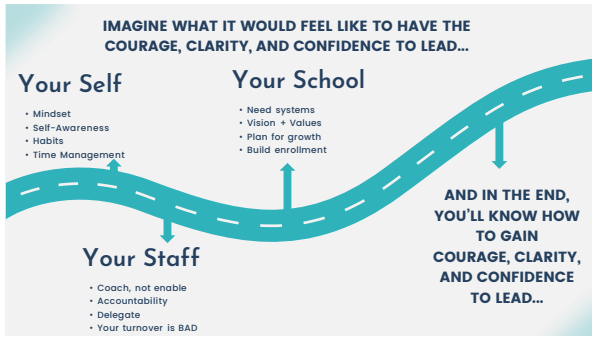 IMAGINE WHAT IT WOULD FEEL LIKE TO HAVE THE
COURAGE, CLARITY, AND CONFIDENCE TO LEAD...
Your Self
• Mindset
• Self-Awareness
• Habits
• Time Management
Your School
• Need systems
• Vision + Values
• Plan for growth
• Build enrollment
Your Staff
• Coach, not enable
• Accountability
• Delegate
• Your turnover is BAD
AND IN THE END,
YOU'LL KNOW HOW
TO GAIN
COURAGE, CLARITY,
AND CONFIDENCE
TO LEAD...